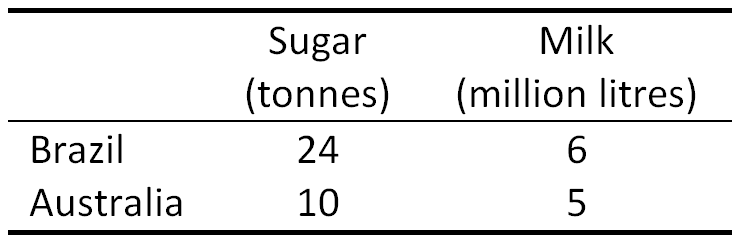 Sugar Milk
(tonnes) (million litres)
Brazil 24 6
Australia 10 5